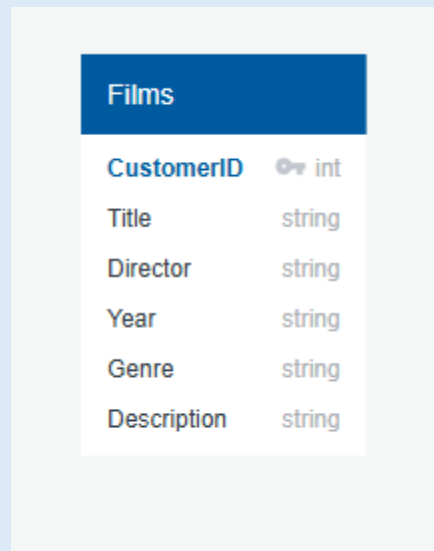 Films
CustomerID int
Title string
Director string
Year string
Genre string
Description string